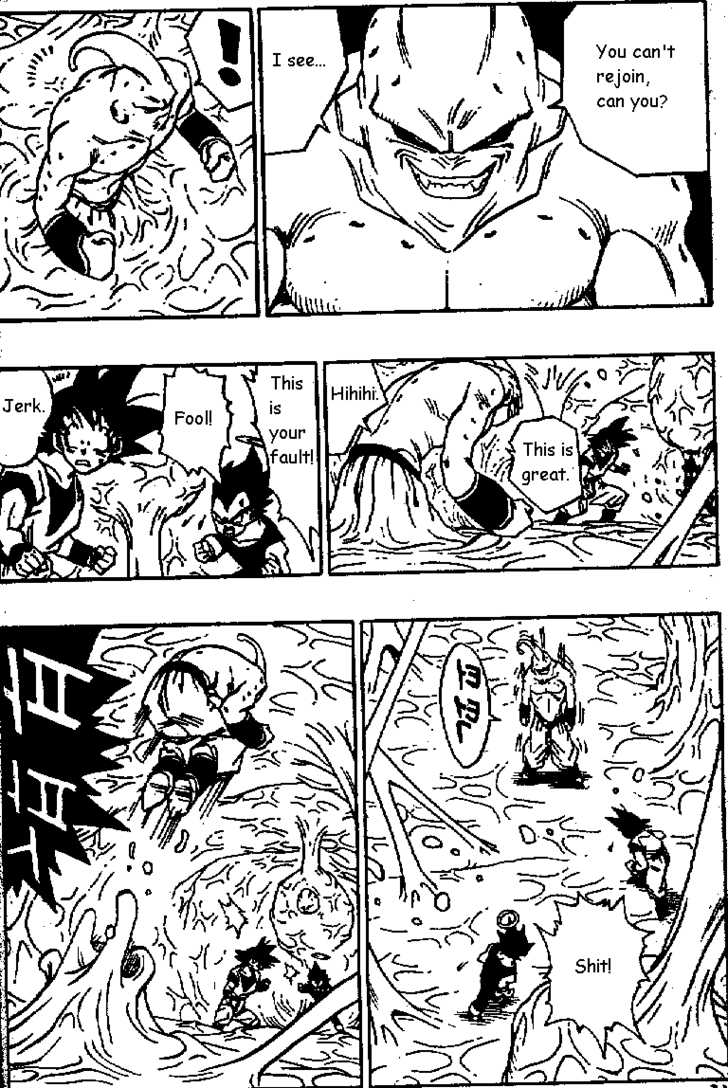 !
I see...
You can't
rejoin,
can you?
Jerk.
Fool!
This
is
your
fault!
Hihihi.
This is
great.
Shit!